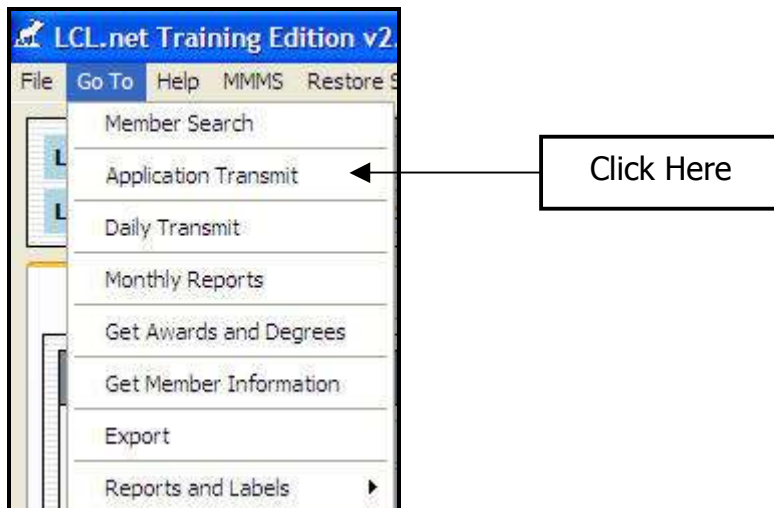 LCL.net Training Edition v2.
File Go To Help MMMS Restore S
Member Search
L
Application Transmit
Click Here
L
Daily Transmit
Monthly Reports
Get Awards and Degrees
Get Member Information
Export
Reports and Labels